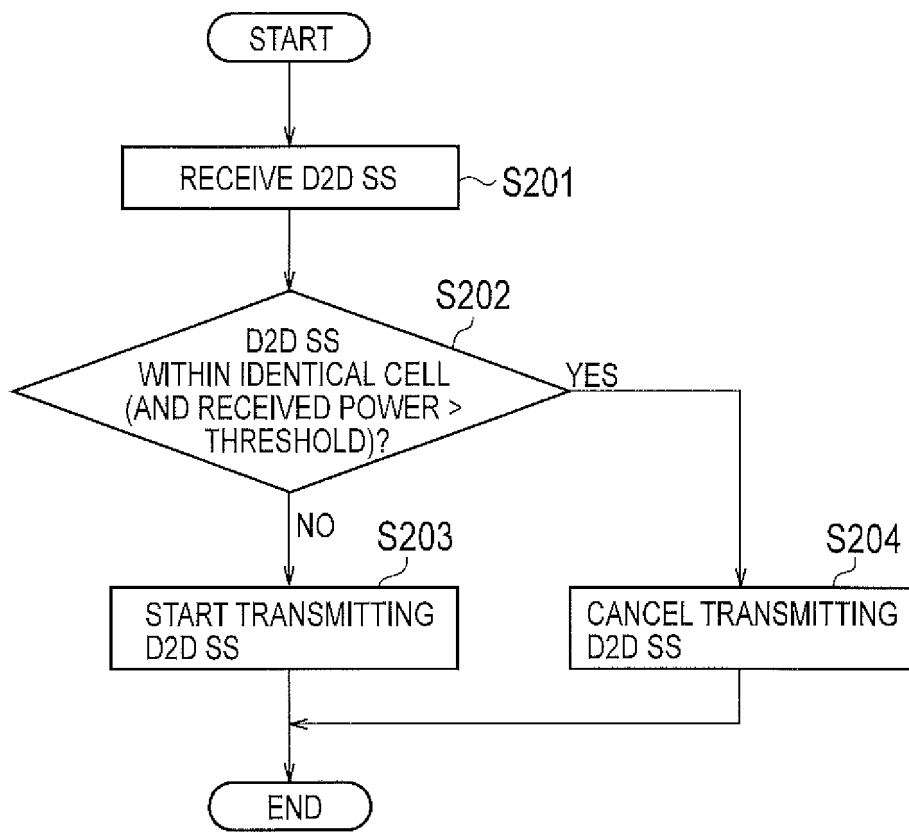 START
RECEIVE D2D SS
S201
S202
D2D SS
WITHIN IDENTICAL CELL
(AND RECEIVED POWER >
THRESHOLD)?
YES
NO
S203
S204
START TRANSMITTING
D2D SS
CANCEL TRANSMITTING
D2D SS
END